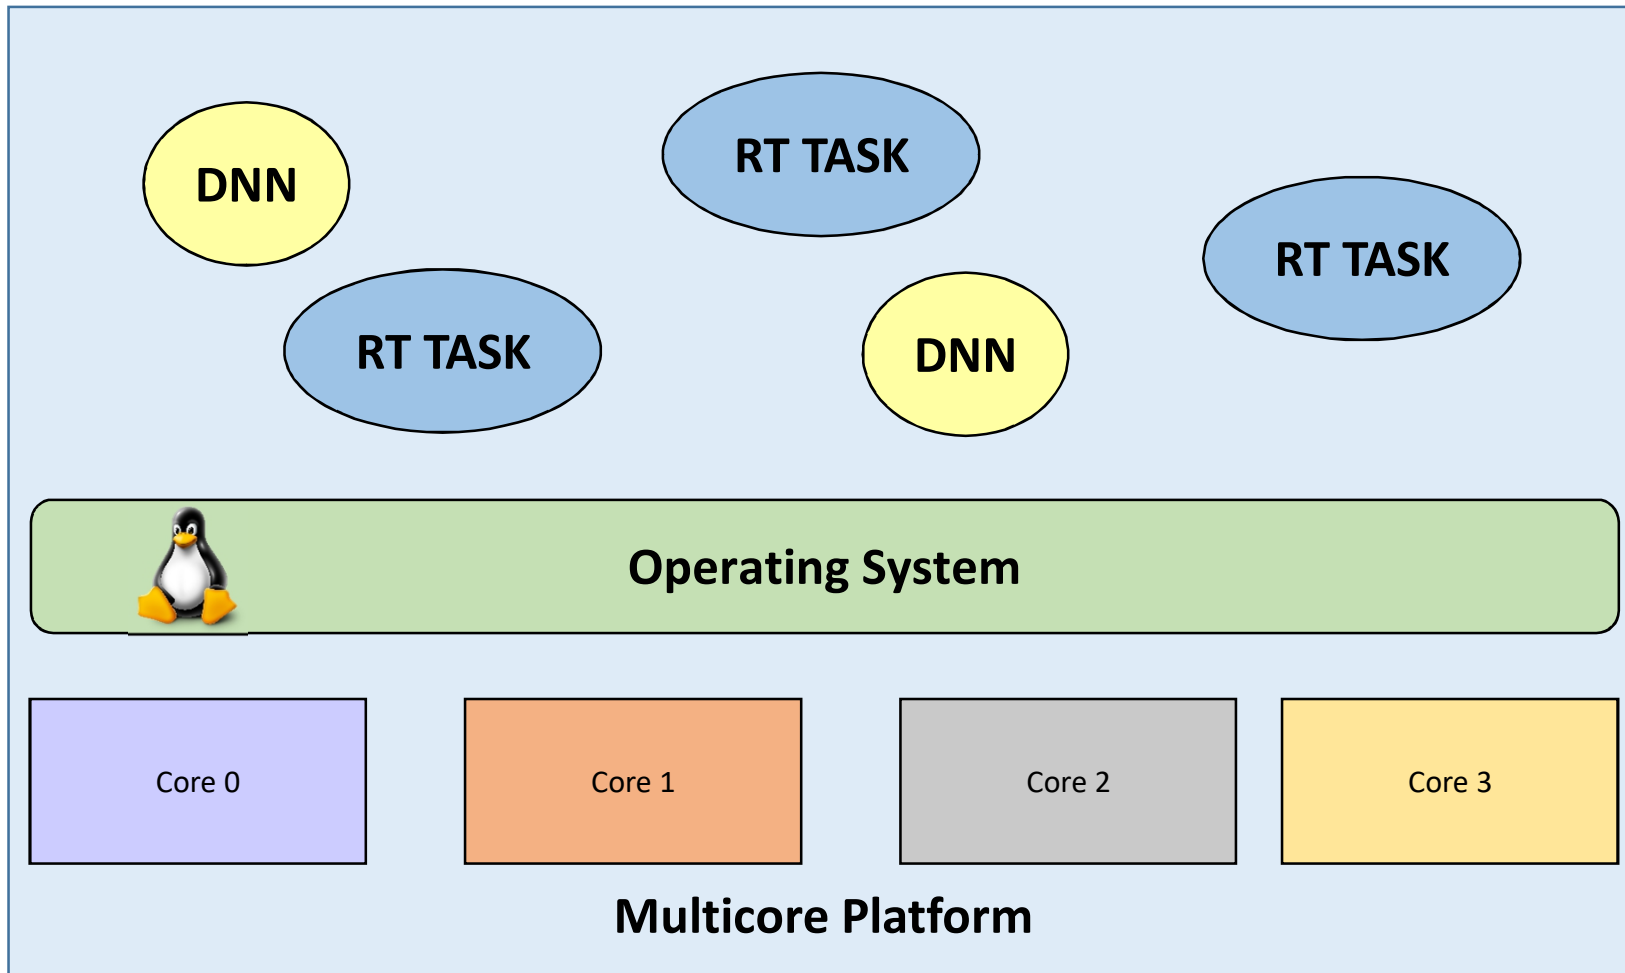 DNN
RT TASK
RT TASK
RT TASK
DNN
Operating System
Core 0
Core 1
Core 2
Core 3
Multicore Platform